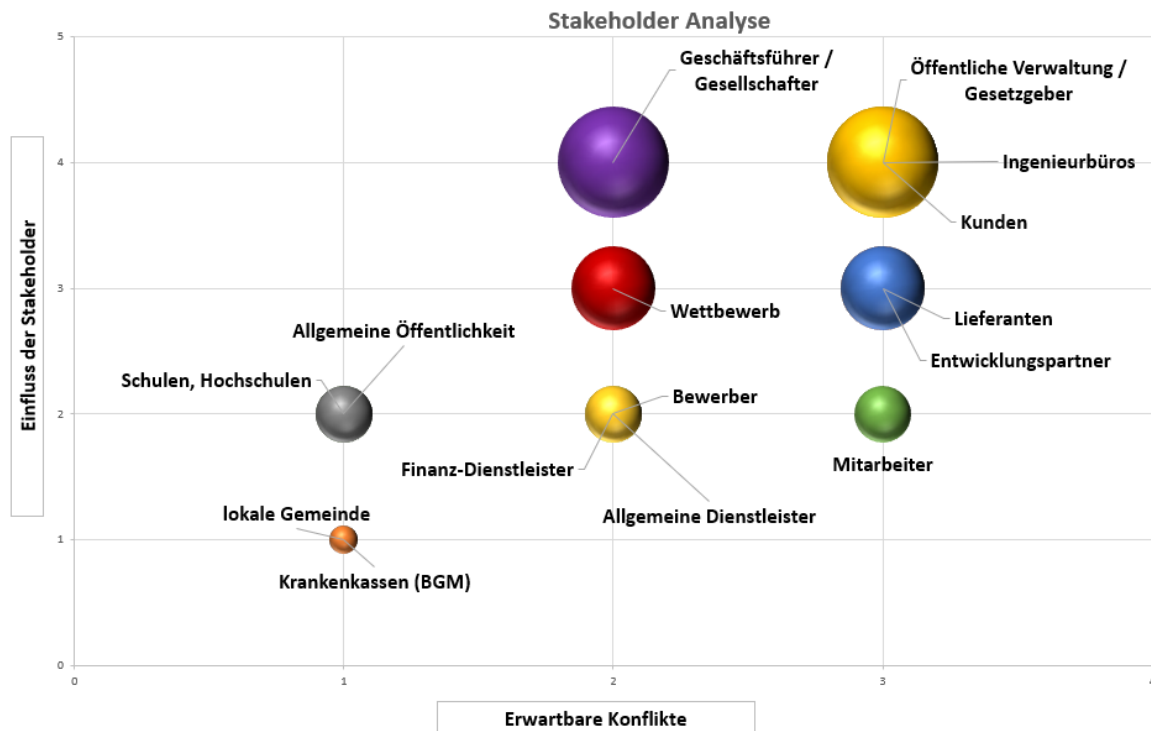 Stakeholder Analyse
5
Geschäftsführer /
Gesellschafter
Öffentliche Verwaltung /
Gesetzgeber
4
Ingenieurbüros
Kunden
Einfluss der Stakeholder
3
Wettbewerb
Lieferanten
Allgemeine Öffentlichkeit
Entwicklungspartner
Schulen, Hochschulen
Bewerber
2
Finanz-Dienstleister
Mitarbeiter
lokale Gemeinde
Allgemeine Dienstleister
1
Krankenkassen (BGM)
0
0
1
2
3
4
Erwartbare Konflikte